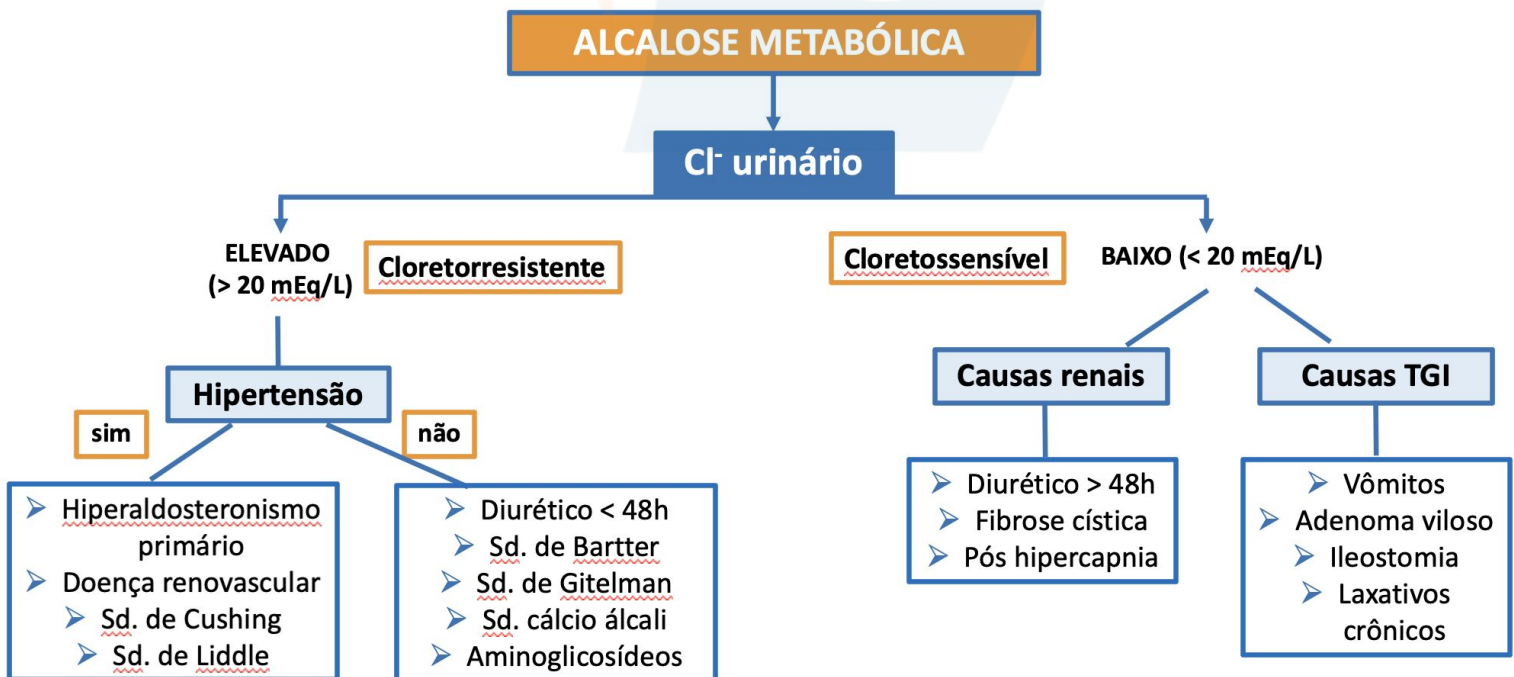 ALCALOSE METABÓLICA
Cl⁻ urinário
ELEVADO
(> 20 mEq/L)
Cloretorresistente
Cloretossensível
BAIXO (< 20 mEq/L)
Hipertensão
sim
não
Causas renais
Causas TGI
➢ Hiperaldosteronismo
primário
➢ Doença renovascular
➢ Sd. de Cushing
➢ Sd. de Liddle
➢ Diurético < 48h
➢ Sd. de Bartter
➢ Sd. de Gitelman
➢ Sd. cálcio álcali
➢ Aminoglicosídeos
➢ Diurético > 48h
➢ Fibrose cística
➢ Pós hipercapnia
➢ Vômitos
➢ Adenoma viloso
➢ Ileostomia
➢ Laxativos
crônicos